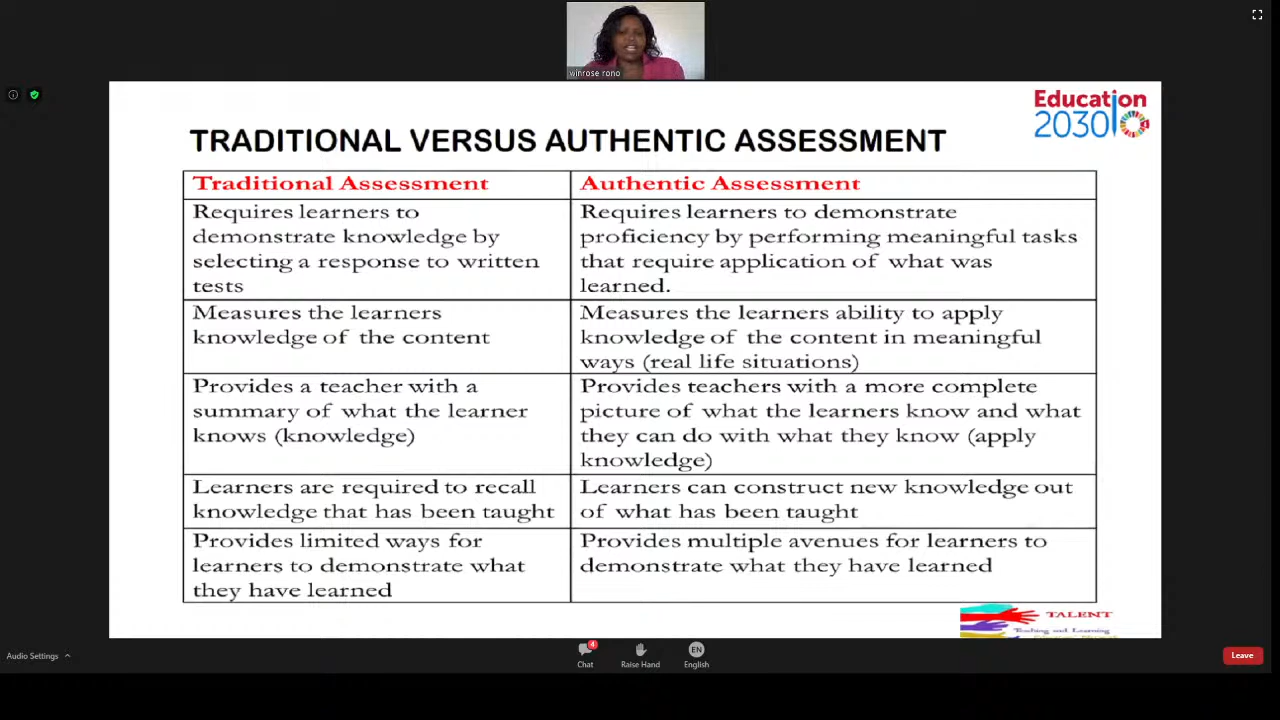 winrose rono
Education
2030
TRADITIONAL VERSUS AUTHENTIC ASSESSMENT
Traditional Assessment
Authentic Assessment
Requires learners to
demonstrate knowledge by
selecting a response to written
tests
Requires learners to demonstrate
proficiency by performing meaningful tasks
that require application of what was
learned.
Measures the learners
knowledge of the content
Measures the learners ability to apply
knowledge of the content in meaningful
ways (real life situations)
Provides a teacher with a
summary of what the learner
knows (knowledge)
Provides teachers with a more complete
picture of what the learners know and what
they can do with what they know (apply
knowledge)
Learners are required to recall
knowledge that has been taught
Learners can construct new knowledge out
of what has been taught
Provides limited ways for
learners to demonstrate what
they have learned
Provides multiple avenues for learners to
demonstrate what they have learned
TALENT
Teaching and Learning
Audio Settings
4
Chat
Raise Hand
EN
English
Leave